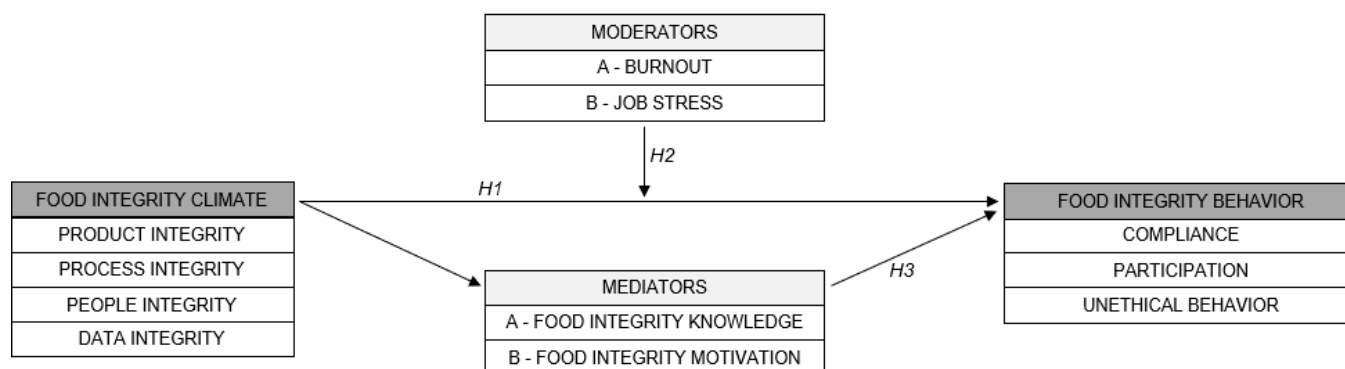 MODERATORS
A - BURNOUT
B - JOB STRESS
H2
H1
FOOD INTEGRITY CLIMATE
PRODUCT INTEGRITY
PROCESS INTEGRITY
PEOPLE INTEGRITY
DATA INTEGRITY
MEDIATORS
A - FOOD INTEGRITY KNOWLEDGE
B - FOOD INTEGRITY MOTIVATION
H3
FOOD INTEGRITY BEHAVIOR
COMPLIANCE
PARTICIPATION
UNETHICAL BEHAVIOR